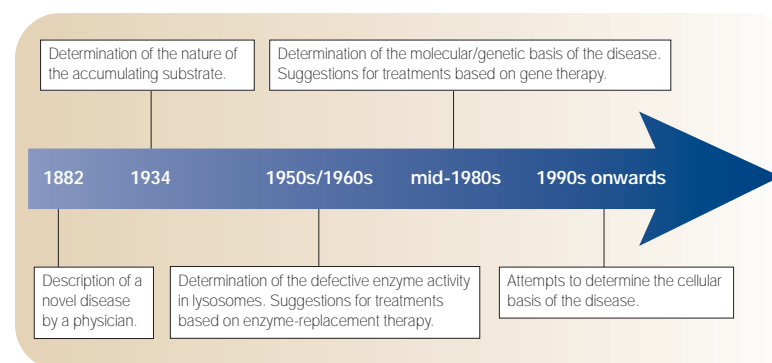 Determination of the nature of
the accumulating substrate.
Determination of the molecular/genetic basis of the disease.
Suggestions for treatments based on gene therapy.
1882
1934
1950s/1960s
mid-1980s
1990s onwards
Description of a
novel disease
by a physician.
Determination of the defective enzyme activity
in lysosomes. Suggestions for treatments
based on enzyme-replacement therapy.
Attempts to determine the cellular
basis of the disease.